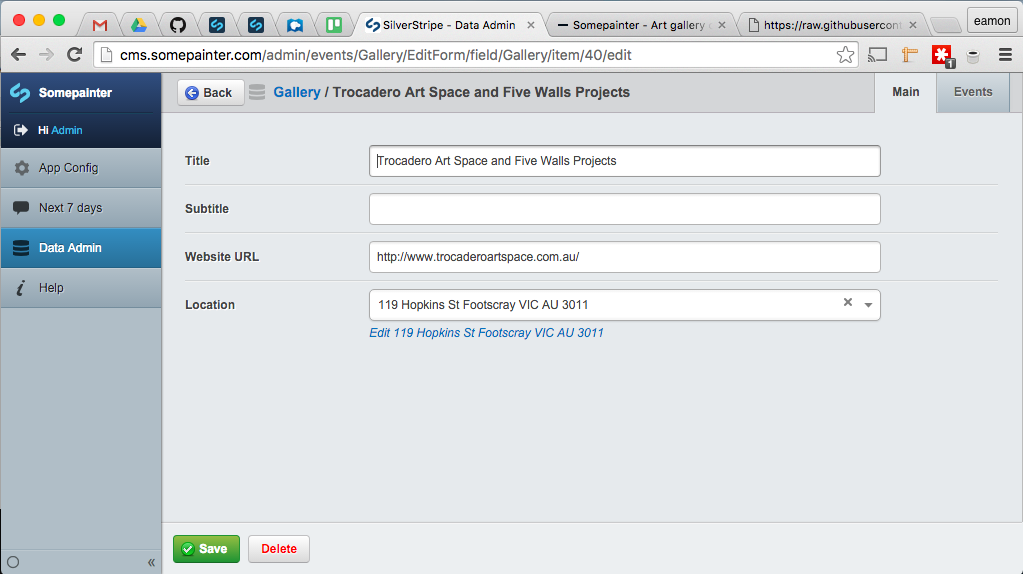 SilverStripe - Data Admin
Somepainter - Art gallery
https://raw.githubusercont
eamon
cms.somepainter.com/admin/events/Gallery/EditForm/field/Gallery/item/40/edit
1
Somepainter
Back
Gallery / Trocadero Art Space and Five Walls Projects
Main
Events
Hi Admin
App Config
Next 7 days
Data Admin
Help
Title
Trocadero Art Space and Five Walls Projects
Subtitle
Website URL
http://www.trocaderoartspace.com.au/
Location
119 Hopkins St Footscray VIC AU 3011
Edit 119 Hopkins St Footscray VIC AU 3011
Save
Delete
«